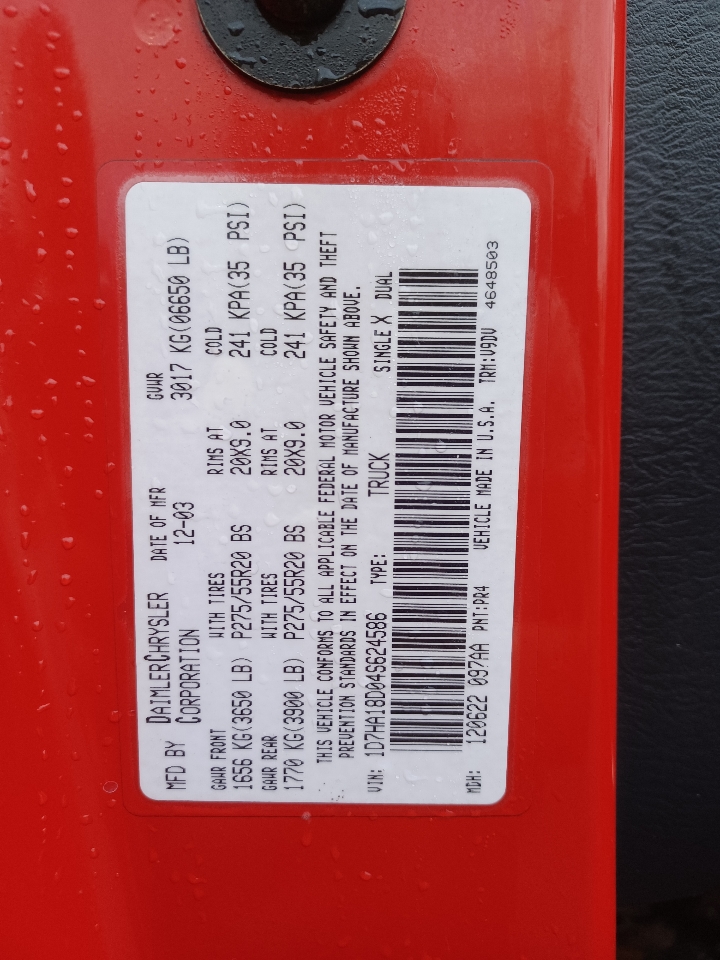 MFD BY DAIMLERCHRYSLER CORPORATION DATE OF MFR 12-03 GVWR 3017 KG(06650 LB)
GAWR FRONT WITH TIRES RIMS AT COLD
1656 KG(3650 LB) P275/55R20 BS 20X9.0 241 KPA(35 PSI)
GAWR REAR WITH TIRES RIMS AT COLD
1770 KG(3900 LB) P275/55R20 BS 20X9.0 241 KPA(35 PSI)
THIS VEHICLE CONFORMS TO ALL APPLICABLE FEDERAL MOTOR VEHICLE SAFETY AND THEFT
PREVENTION STANDARDS IN EFFECT ON THE DATE OF MANUFACTURE SHOWN ABOVE.
VIN: 1D7HA18D04S624586 TYPE: TRUCK SINGLE X DUAL
MDH: 120622 097AA PNT:PR4 VEHICLE MADE IN U.S.A. TRM:V9DV 4648503